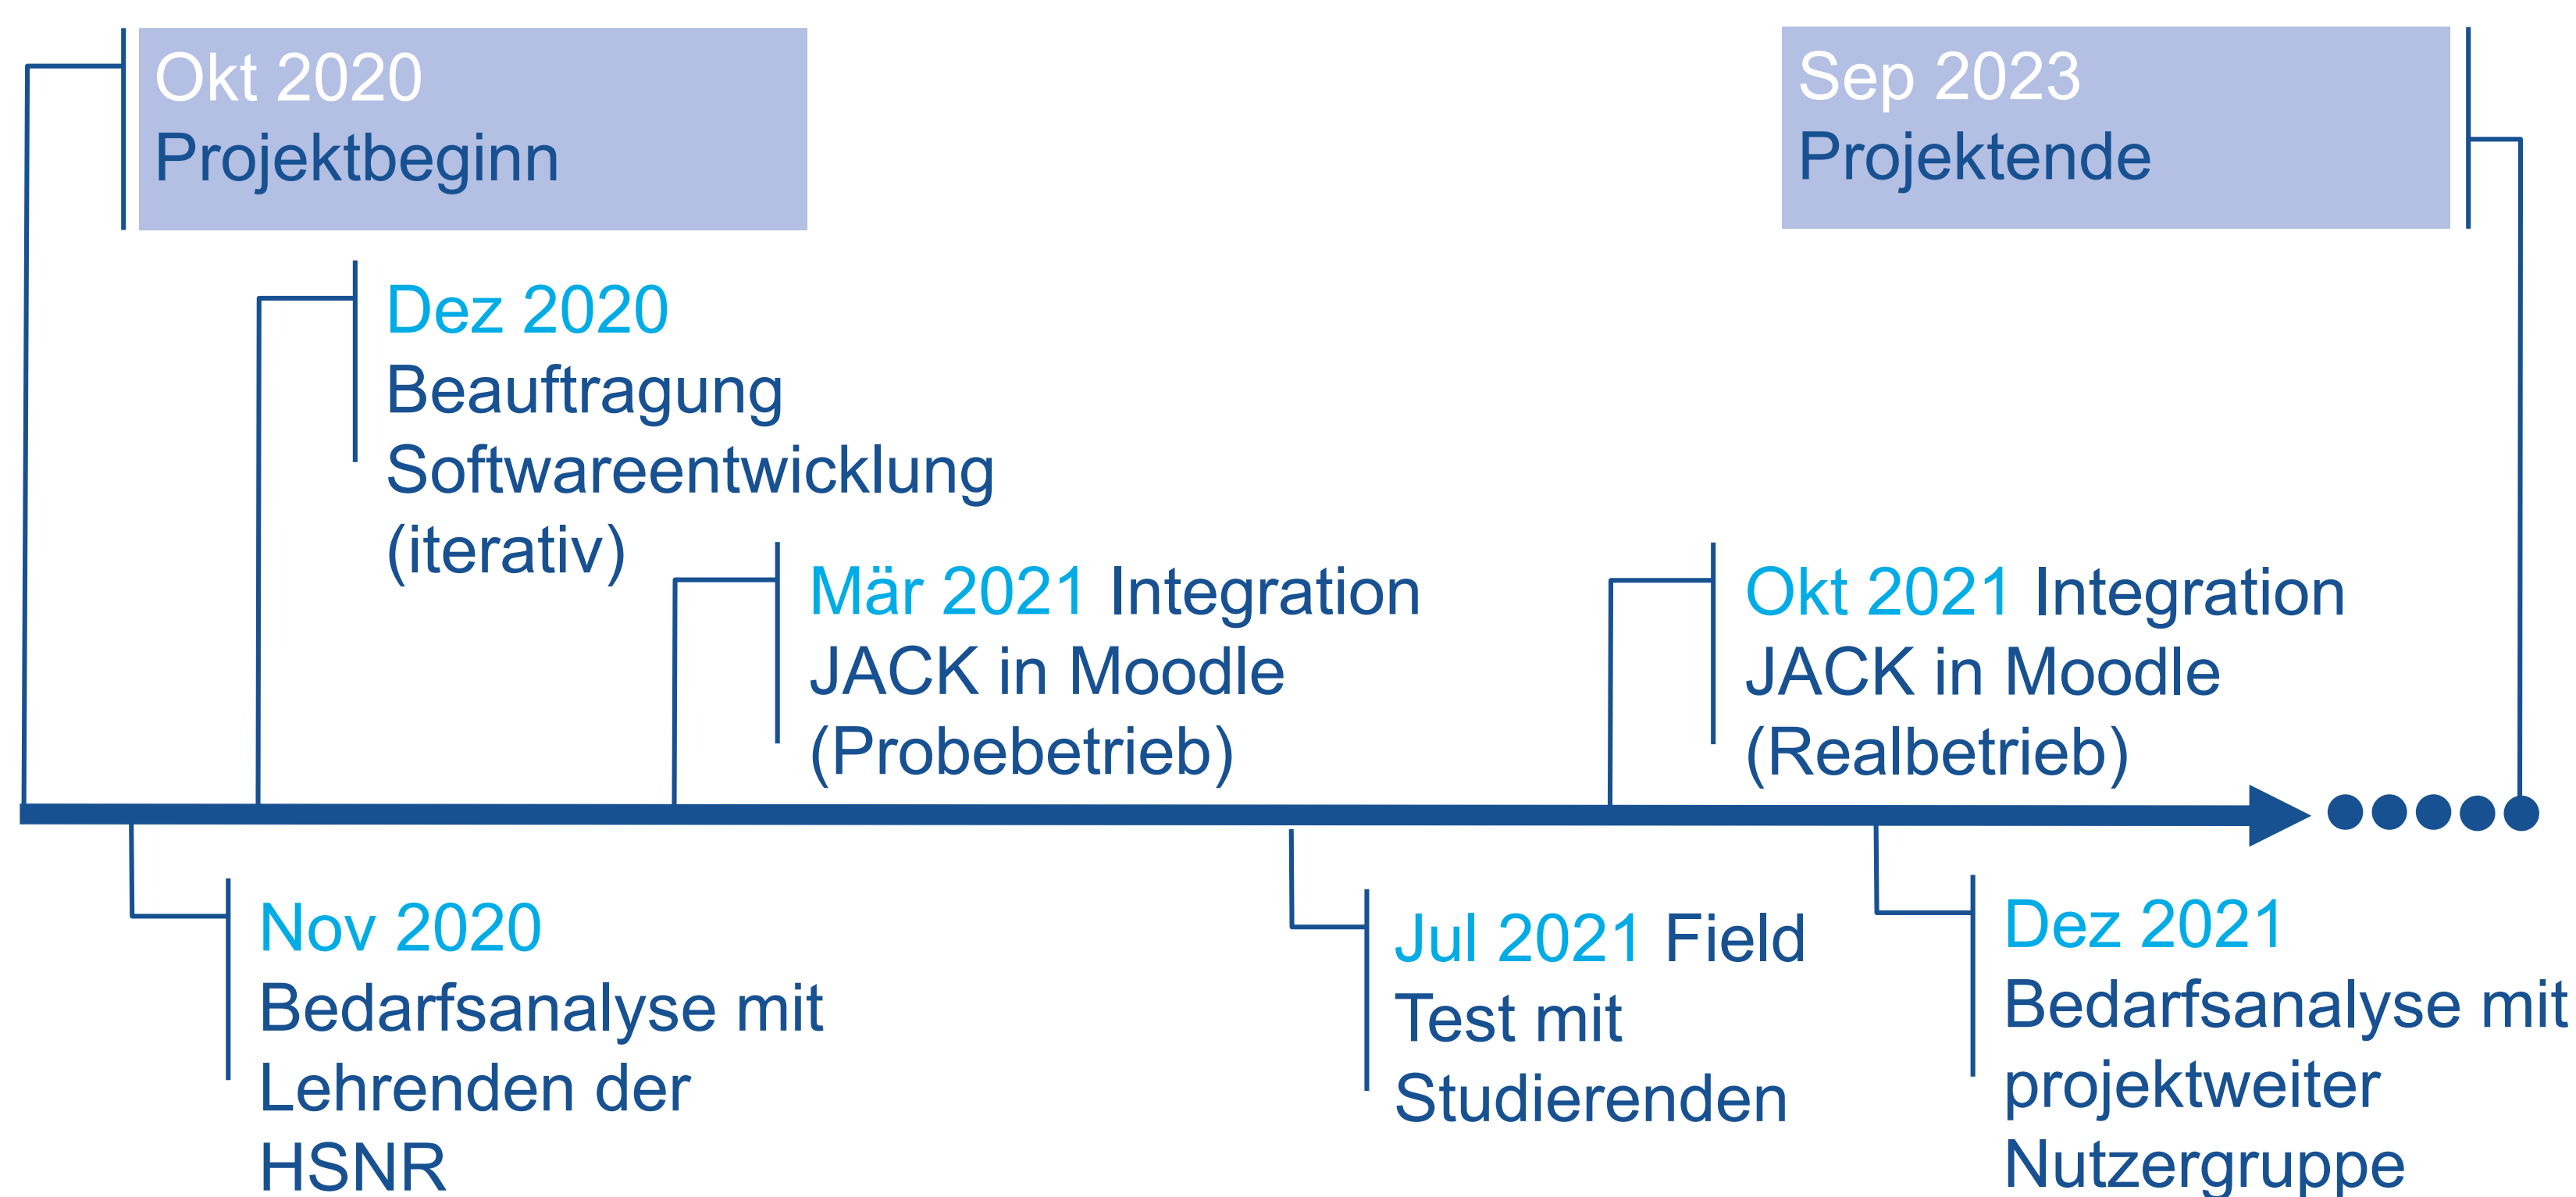 Okt 2020
Projektbeginn
Sep 2023
Projektende
Dez 2020
Beauftragung
Softwareentwicklung
(iterativ)
Mär 2021 Integration
JACK in Moodle
(Probebetrieb)
Okt 2021 Integration
JACK in Moodle
(Realbetrieb)
Nov 2020
Bedarfsanalyse mit
Lehrenden der
HSNR
Jul 2021 Field
Test mit
Studierenden
Dez 2021
Bedarfsanalyse mit
projektweiter
Nutzergruppe